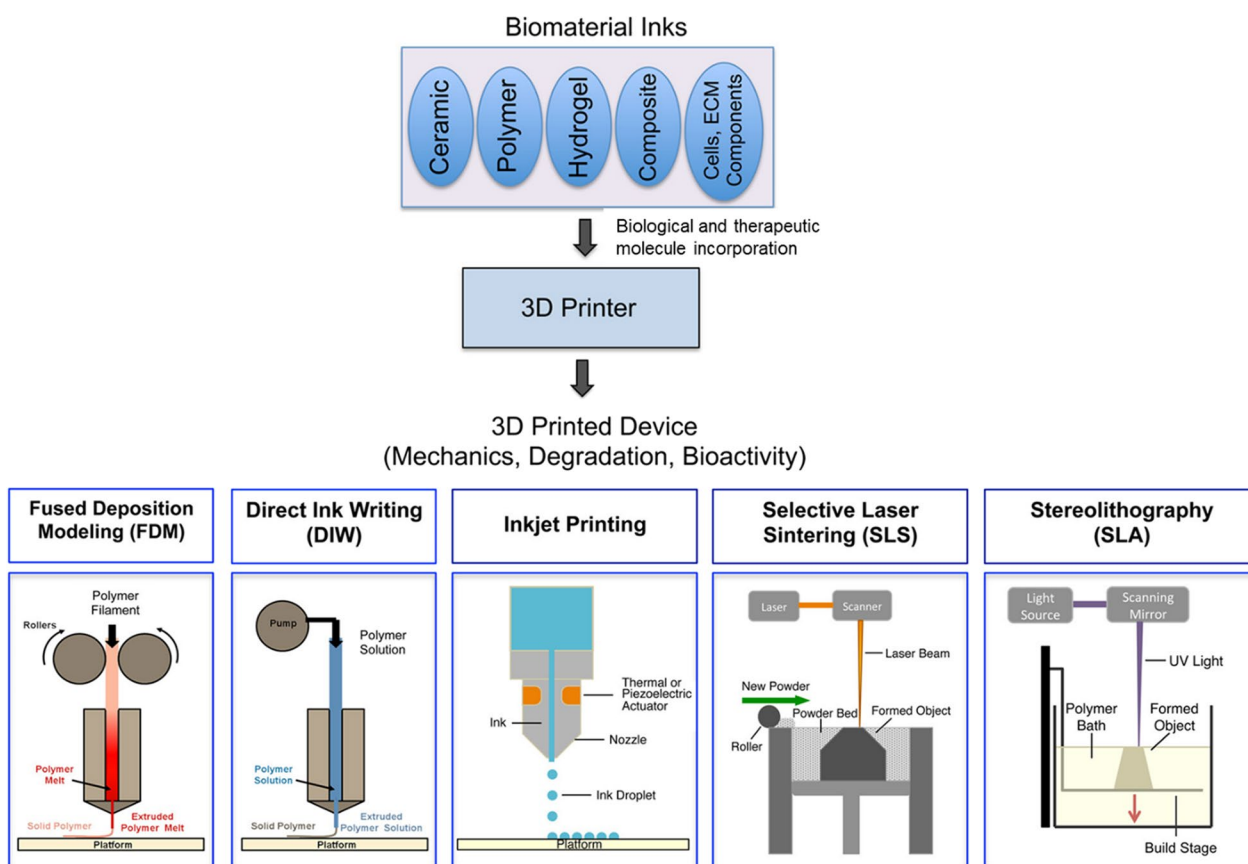 Biomaterial Inks
Ceramic
Polymer
Hydrogel
Composite
Cells, ECM
Components
Biological and therapeutic
molecule incorporation
3D Printer
3D Printed Device
(Mechanics, Degradation, Bioactivity)
Fused Deposition
Modeling (FDM)
Polymer
Filament
Rollers
Polymer
Melt
Solid Polymer
Extruded
Polymer Melt
Platform
Direct Ink Writing
(DIW)
Pump
Polymer
Solution
Polymer
Solution
Solid Polymer
Extruded
Polymer Solution
Platform
Inkjet Printing
Thermal or
Piezoelectric
Actuator
Ink
Nozzle
Ink Droplet
Platform
Selective Laser
Sintering (SLS)
Laser
Scanner
Laser Beam
New Powder
Powder Bed
Formed Object
Roller
Stereolithography
(SLA)
Light
Source
Scanning
Mirror
UV Light
Polymer
Bath
Formed
Object
Build Stage